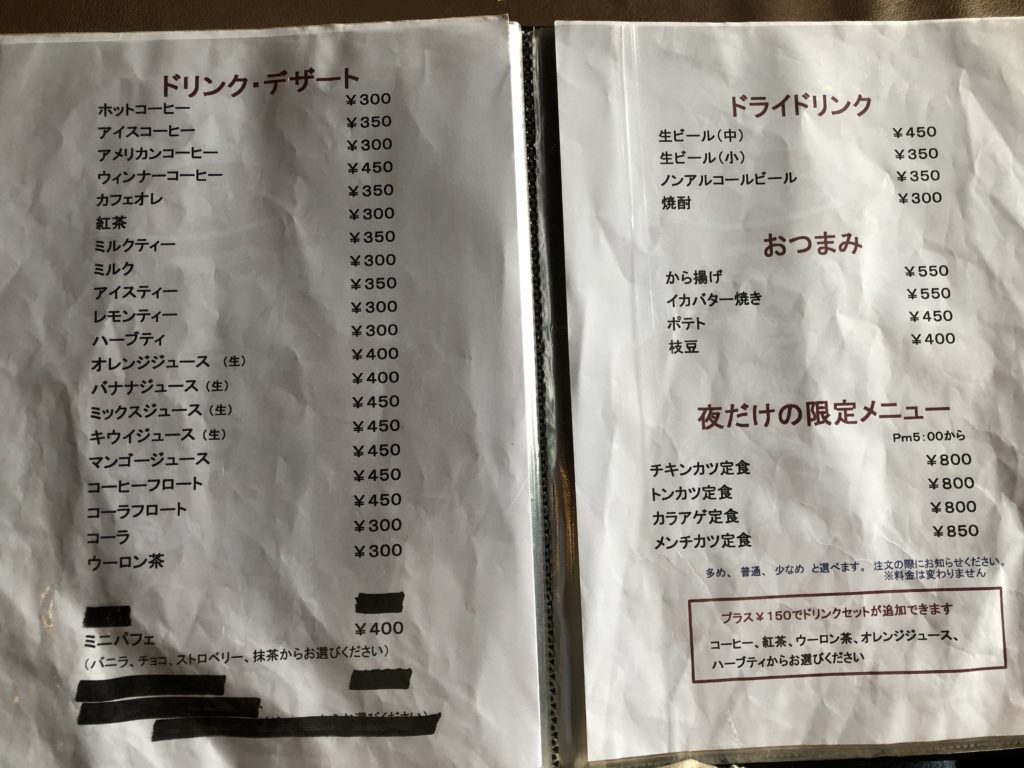 ドリンク・デザート
ホットコーヒー ￥300
アイスコーヒー ￥350
アメリカンコーヒー ￥300
ウィンナーコーヒー ￥450
カフェオレ ￥350
紅茶 ￥300
ミルクティー ￥350
ミルク ￥300
アイスティー ￥350
レモンティー ￥300
ハーブティ ￥300
オレンジジュース（生） ￥400
バナナジュース（生） ￥400
ミックスジュース（生） ￥450
キウイジュース（生） ￥450
マンゴージュース ￥450
コーヒーフロート ￥450
コーラフロート ￥450
コーラ ￥300
ウーロン茶 ￥300
ミニパフェ ￥400
（バニラ、チョコ、ストロベリー、抹茶からお選びください）
ドライドリンク
生ビール（中） ￥450
生ビール（小） ￥350
ノンアルコールビール ￥350
焼酎 ￥300
おつまみ
から揚げ ￥550
イカバター焼き ￥550
ポテト ￥450
枝豆 ￥400
夜だけの限定メニュー
Pm5：00から
チキンカツ定食 ￥800
トンカツ定食 ￥800
カラアゲ定食 ￥800
メンチカツ定食 ￥850
多め、普通、少なめ と選べます。注文の際にお知らせください。
※料金は変わりません
プラス￥150でドリンクセットが追加できます
コーヒー、紅茶、ウーロン茶、オレンジジュース、
ハーブティからお選びください